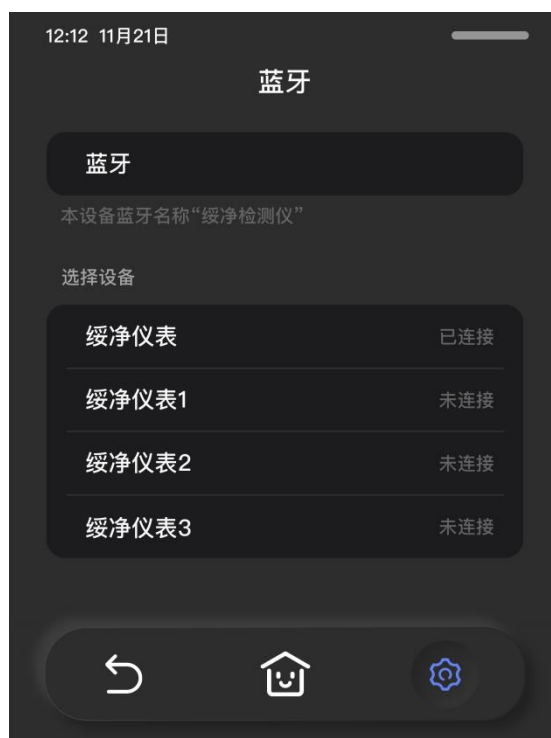 12:12 11月21日
蓝牙
蓝牙
本设备蓝牙名称“绥净检测仪”
选择设备
绥净仪表 已连接
绥净仪表1 未连接
绥净仪表2 未连接
绥净仪表3 未连接